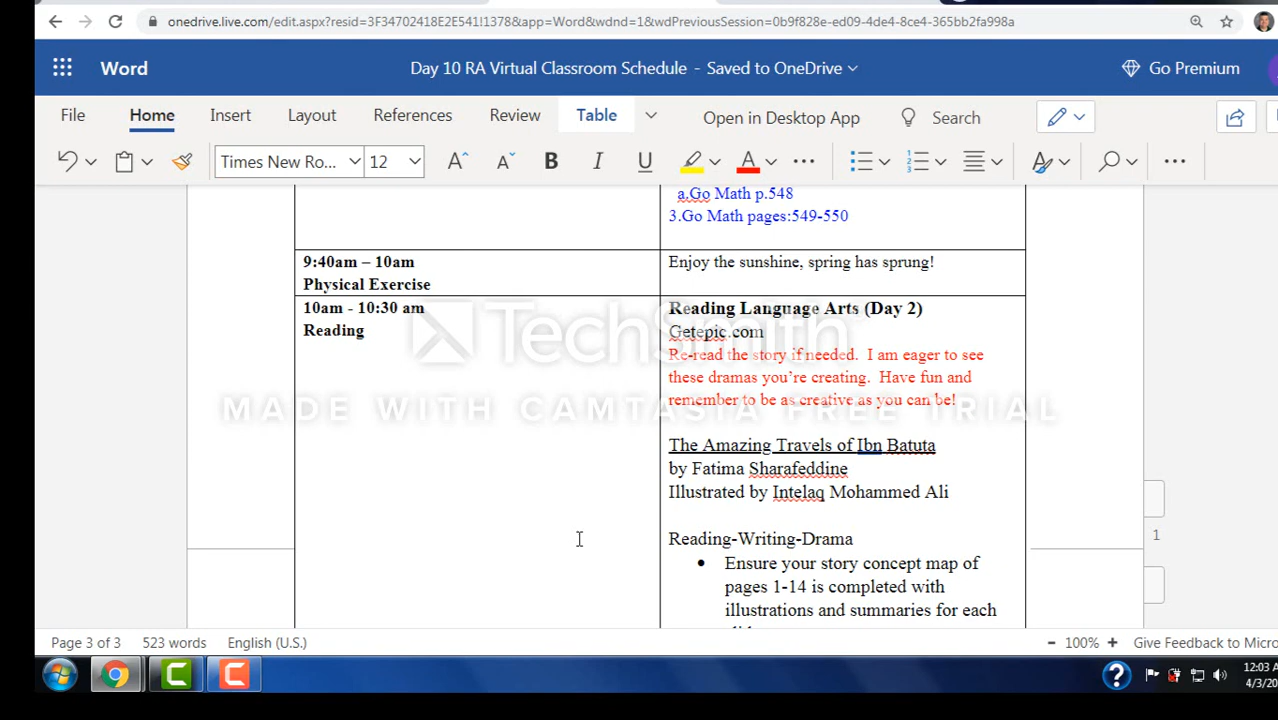 onedrive.live.com/edit.aspx?resid=3F34702418E2E541!1378&app=Word&wdnd=1&wdPreviousSession=0b9f828e-ed09-4de4-8ce4-365bb2fa998a
Word
Day 10 RA Virtual Classroom Schedule - Saved to OneDrive
Go Premium
File
Home
Insert
Layout
References
Review
Table
Open in Desktop App
Search
Times New Ro...
12
a.Go Math p.548
3.Go Math pages:549-550
9:40am – 10am
Physical Exercise
Enjoy the sunshine, spring has sprung!
10am - 10:30 am
Reading
Reading Language Arts (Day 2)
Getepic.com
Re-read the story if needed. I am eager to see
these dramas you're creating. Have fun and
remember to be as creative as you can be!
TechSmith
MADE WITH CAMTASIA FREE TRIAL
The Amazing Travels of Ibn Batuta
by Fatima Sharafeddine
Illustrated by Intelaq Mohammed Ali
Reading-Writing-Drama
• Ensure your story concept map of
pages 1-14 is completed with
illustrations and summaries for each
1
Page 3 of 3
523 words
English (U.S.)
100%
Give Feedback to Micro
12:03 A
4/3/20